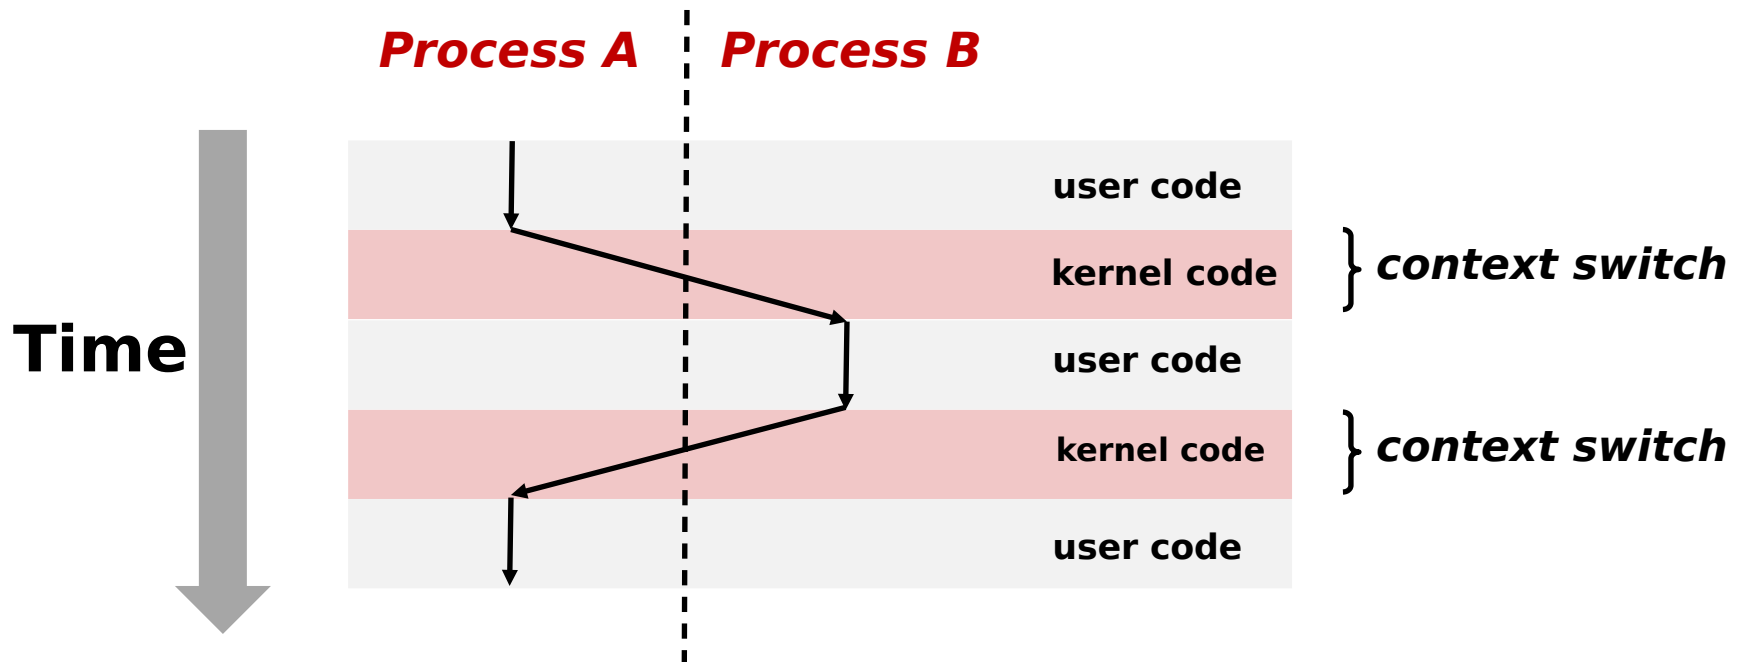 Process A
Process B
user code
kernel code
context switch
Time
user code
kernel code
context switch
user code